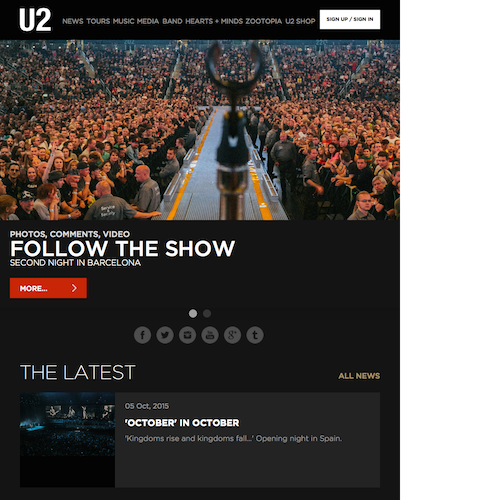 U2
NEWS TOURS MUSIC MEDIA BAND HEARTS + MINDS ZOOTOPIA U2 SHOP
SIGN UP / SIGN IN
PHOTOS, COMMENTS, VIDEO
FOLLOW THE SHOW
SECOND NIGHT IN BARCELONA
MORE...
THE LATEST
ALL NEWS
05 Oct, 2015
'OCTOBER' IN OCTOBER
'Kingdoms rise and kingdoms fall...' Opening night in Spain.